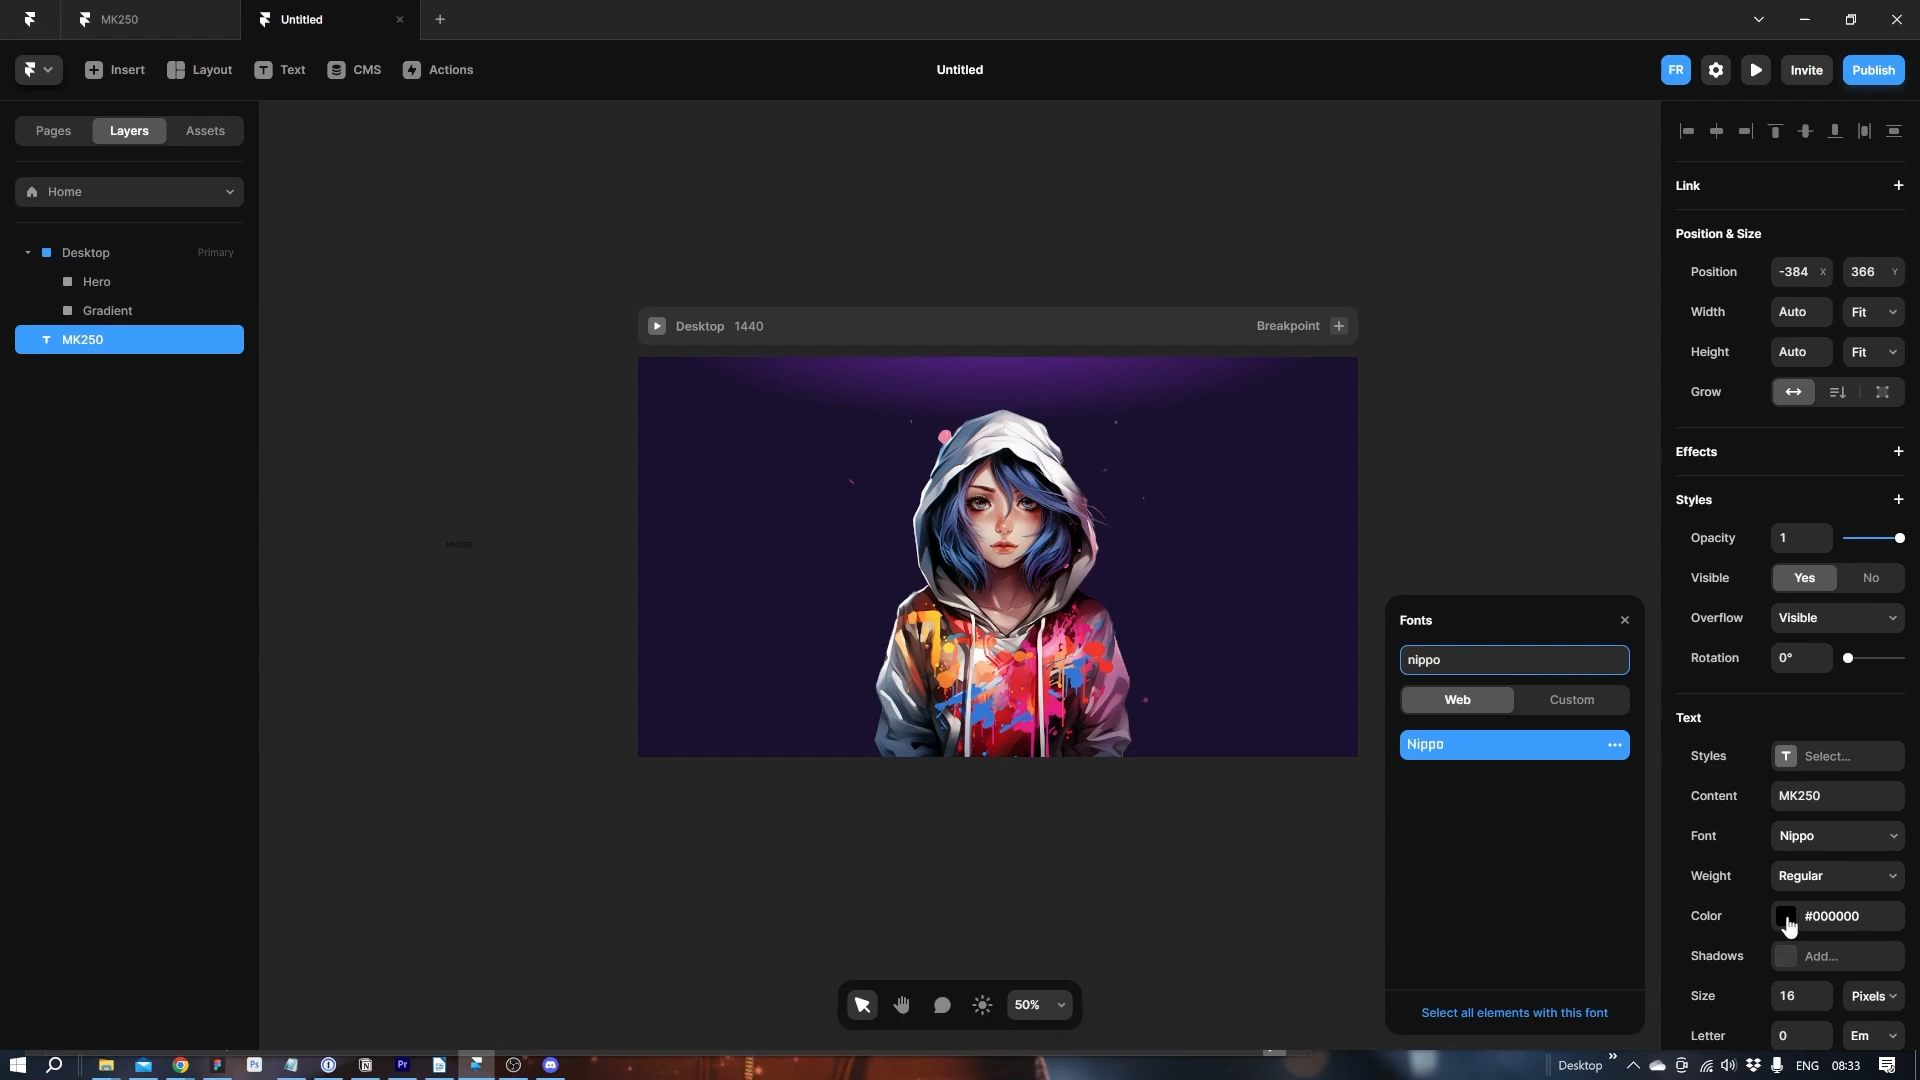 MK250
Untitled
Insert
Layout
Text
CMS
Actions
Untitled
FR
Invite
Publish
Pages
Layers
Assets
Home
Desktop
Primary
Hero
Gradient
MK250
Desktop 1440
Breakpoint
MK250
50%
Fonts
nippo
Web
Custom
Nippo
Select all elements with this font
Link
Position & Size
Position
-384 X
366 Y
Width
Auto
Fit
Height
Auto
Fit
Grow
Effects
Styles
Opacity
1
Visible
Yes
No
Overflow
Visible
Rotation
0°
Text
Styles
T
Select...
Content
MK250
Font
Nippo
Weight
Regular
Color
#000000
Shadows
Add...
Size
16
Pixels
Letter
0
Em
Ps
Pr
Desktop
ENG
08:33